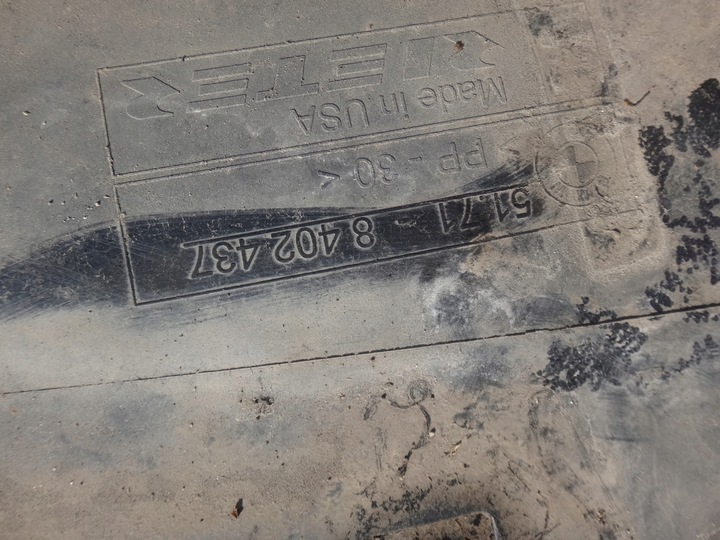 51.71 - 8 402 437
> PP - 30 <
Made in USA
RIETER